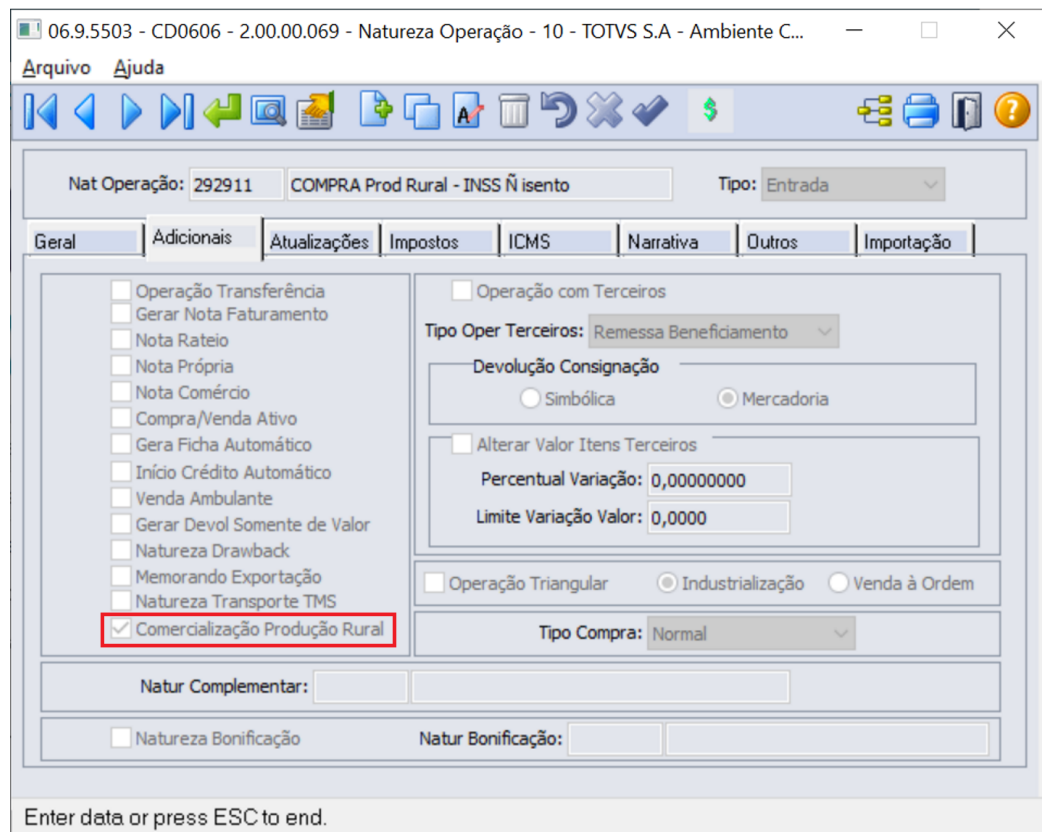 06.9.5503 - CD0606 - 2.00.00.069 - Natureza Operação - 10 - TOTVS S.A - Ambiente C...
Arquivo Ajuda
Nat Operação: 292911 COMPRA Prod Rural - INSS Ñ isento Tipo: Entrada
Geral Adicionais Atualizações Impostos ICMS Narrativa Outros Importação
Operação Transferência
Gerar Nota Faturamento
Nota Rateio
Nota Própria
Nota Comércio
Compra/Venda Ativo
Gera Ficha Automático
Início Crédito Automático
Venda Ambulante
Gerar Devol Somente de Valor
Natureza Drawback
Memorando Exportação
Natureza Transporte TMS
Comercialização Produção Rural
Operação com Terceiros
Tipo Oper Terceiros: Remessa Beneficiamento
Devolução Consignação
Simbólica Mercadoria
Alterar Valor Itens Terceiros
Percentual Variação: 0,00000000
Limite Variação Valor: 0,0000
Operação Triangular Industrialização Venda à Ordem
Tipo Compra: Normal
Natur Complementar:
Natureza Bonificação Natur Bonificação:
Enter data or press ESC to end.